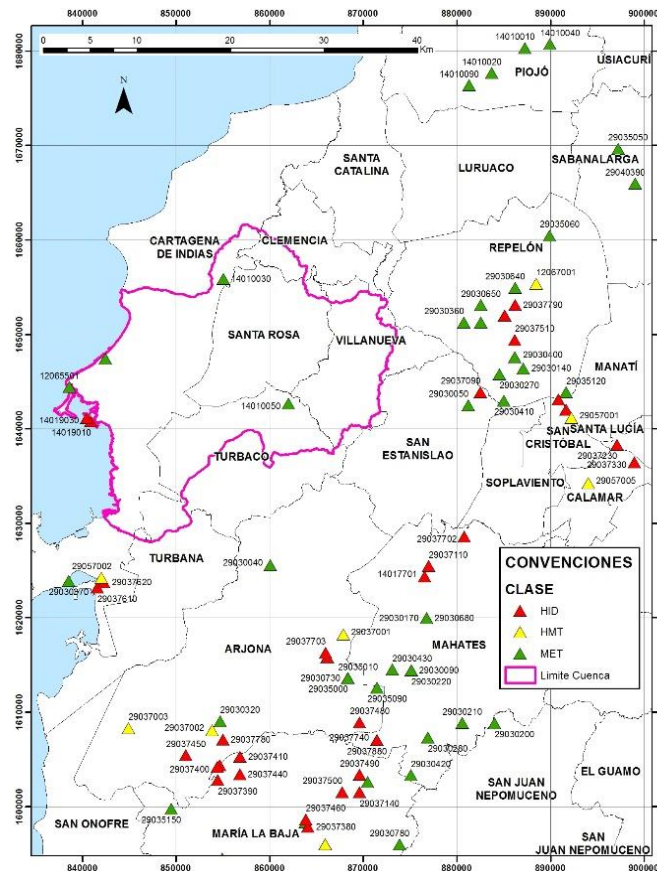 840000 850000 860000 870000 880000 890000 900000
0 5 10 20 30 40
Km
N
1680000
1670000
1660000
1650000
1640000
1630000
1620000
1610000
1600000
14010010
14010040
14010020
PIOJÓ
14010090
USIACURÍ
29035050
SABANALARGA
29040390
SANTA
CATALINA
LURUACO
29035060
REPELÓN
CARTAGENA
DE INDIAS
CLEMENCIA
14010030
29030640
12067001
29030650
29037790
29030360
29037510
SANTA ROSA
VILLANUEVA
29030400
29030140
MANATÍ
12065501
29030270
29037090
29030050
29035120
29030410
14010050
14019030
14019010
29057001
SANTA LUCÍA
SAN
CRISTÓBAL
SAN
ESTANISLAO
TURBACO
29037230
29037330
SOPLAVIENTO
29057005
CALAMAR
29037702
TURBANA
29030040
29037110
14017701
29057002
29037620
29037610
29030170
29030680
29037001
ARJONA
MAHATES
29037703
29030430
29030090
29030730
29030220
29035000
29035090
29037480
29030210
29030200
29030320
29037003
29037002
29037780
29037740
29037880
29030280
29037450
29037410
29037400
29037440
29037490
29030420
29037390
29037500
29037140
SAN JUAN
NEPOMUCENO
EL GUAMO
29035150
29037460
29037380
SAN ONOFRE
MARÍA LA BAJA
29030780
SAN
JUAN NEPOMUCENO
CONVENCIONES
CLASE
HID
HMT
MET
Limite Cuenca
840000 850000 860000 870000 880000 890000 900000